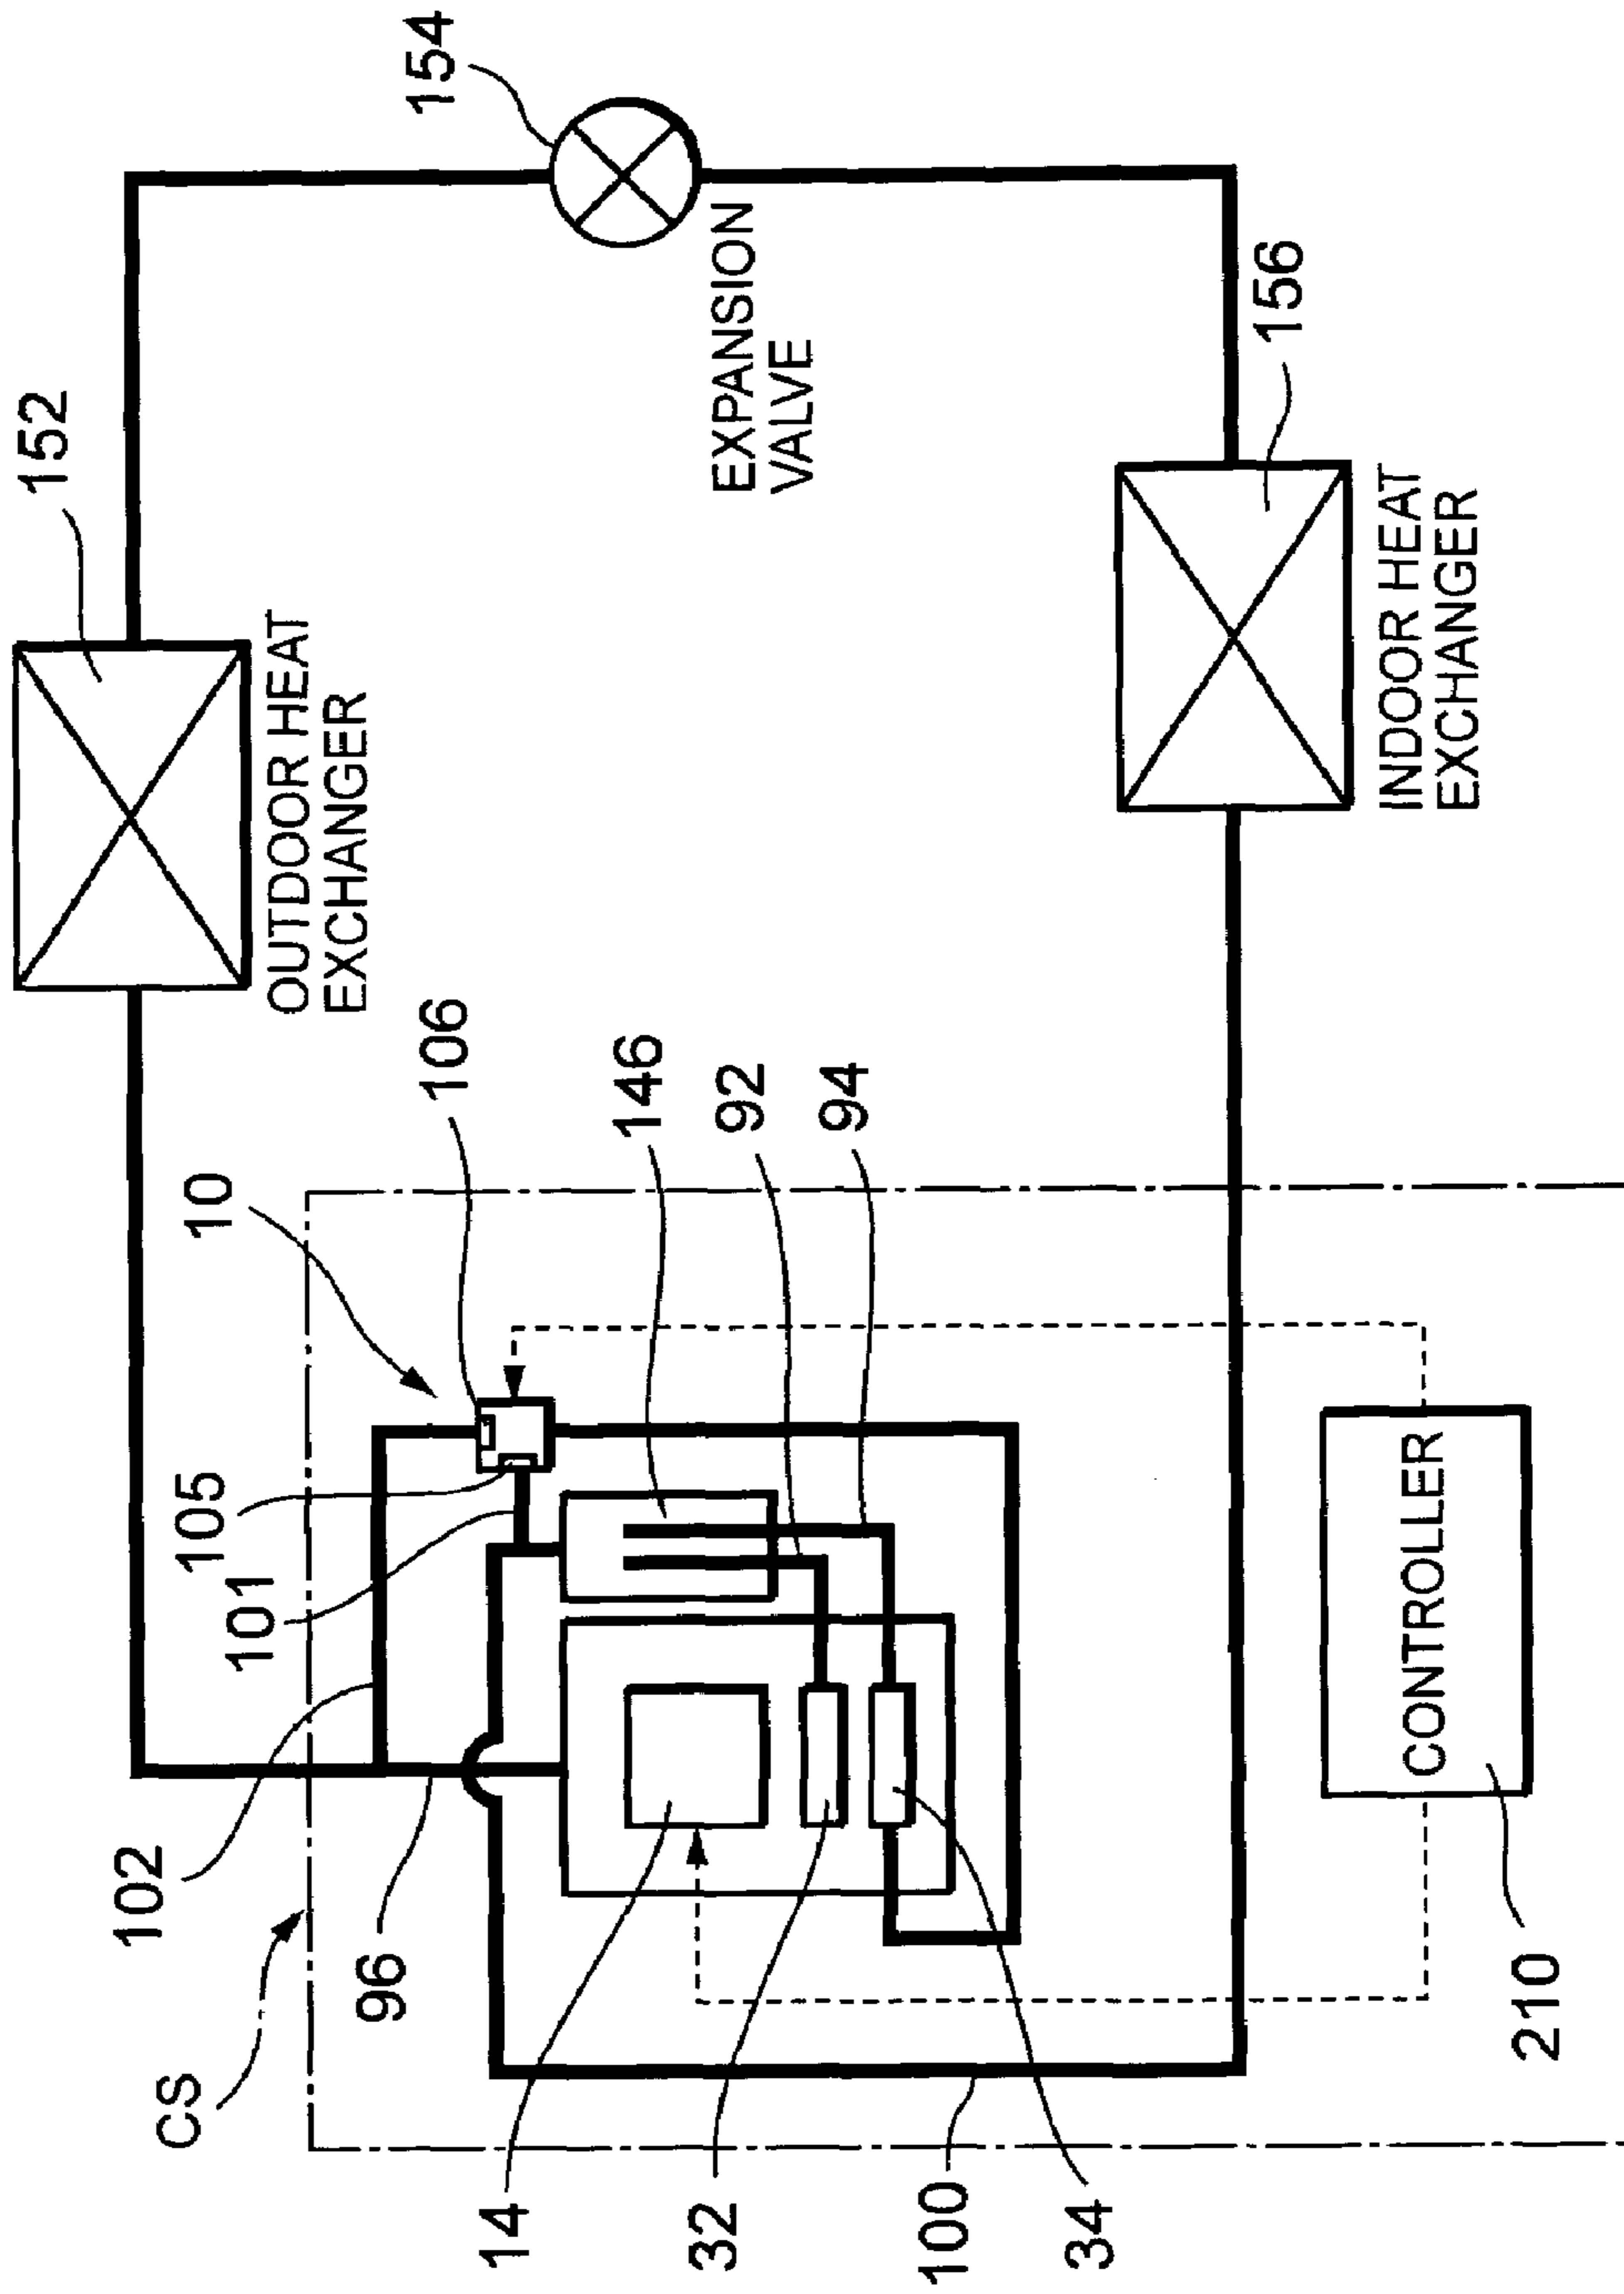 152
OUTDOOR HEAT
EXCHANGER
154
EXPANSION
VALVE
156
INDOOR HEAT
EXCHANGER
10
106
146
92
94
105
101
102
96
CS
14
32
100
34
CONTROLLER
210